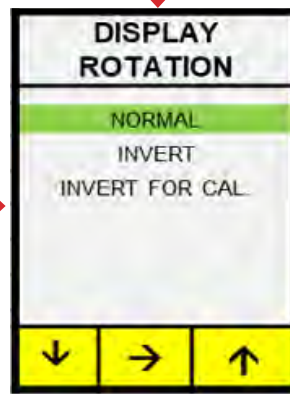 DISPLAY
ROTATION
NORMAL
INVERT
INVERT FOR CAL.